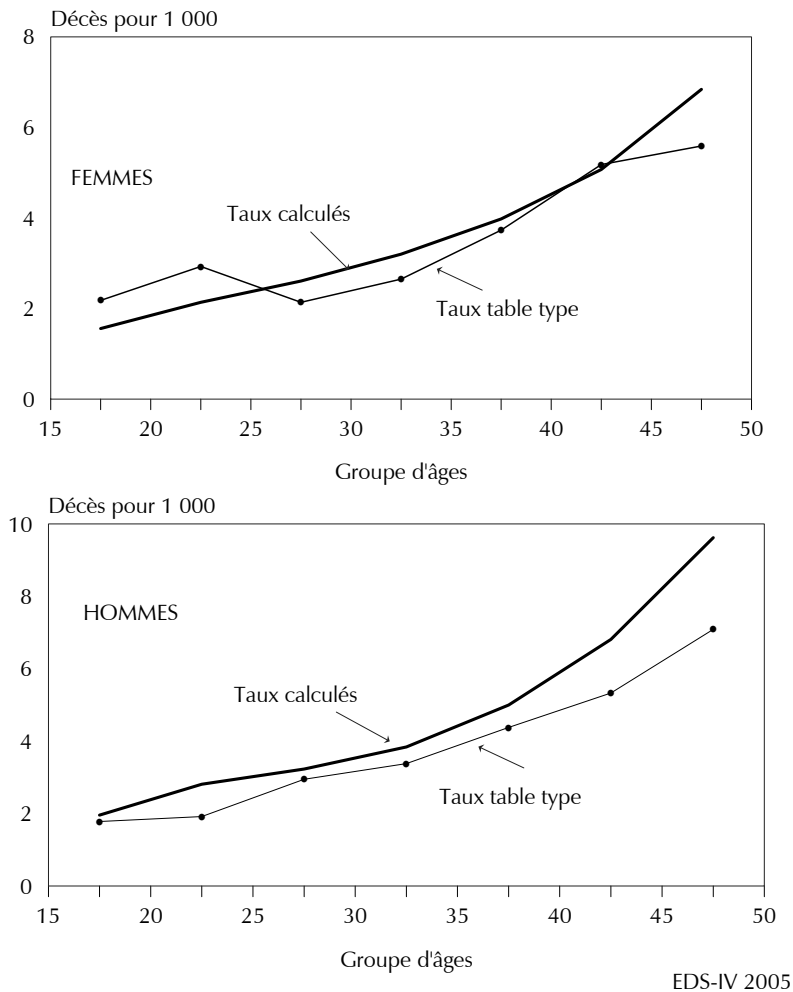 Décès pour 1 000
8
6
FEMMES
4
Taux calculés
2
Taux table type
0
15 20 25 30 35 40 45 50
Groupe d'âges
Décès pour 1 000
10
8
HOMMES
6
Taux calculés
4
Taux table type
2
0
15 20 25 30 35 40 45 50
Groupe d'âges
EDS-IV 2005